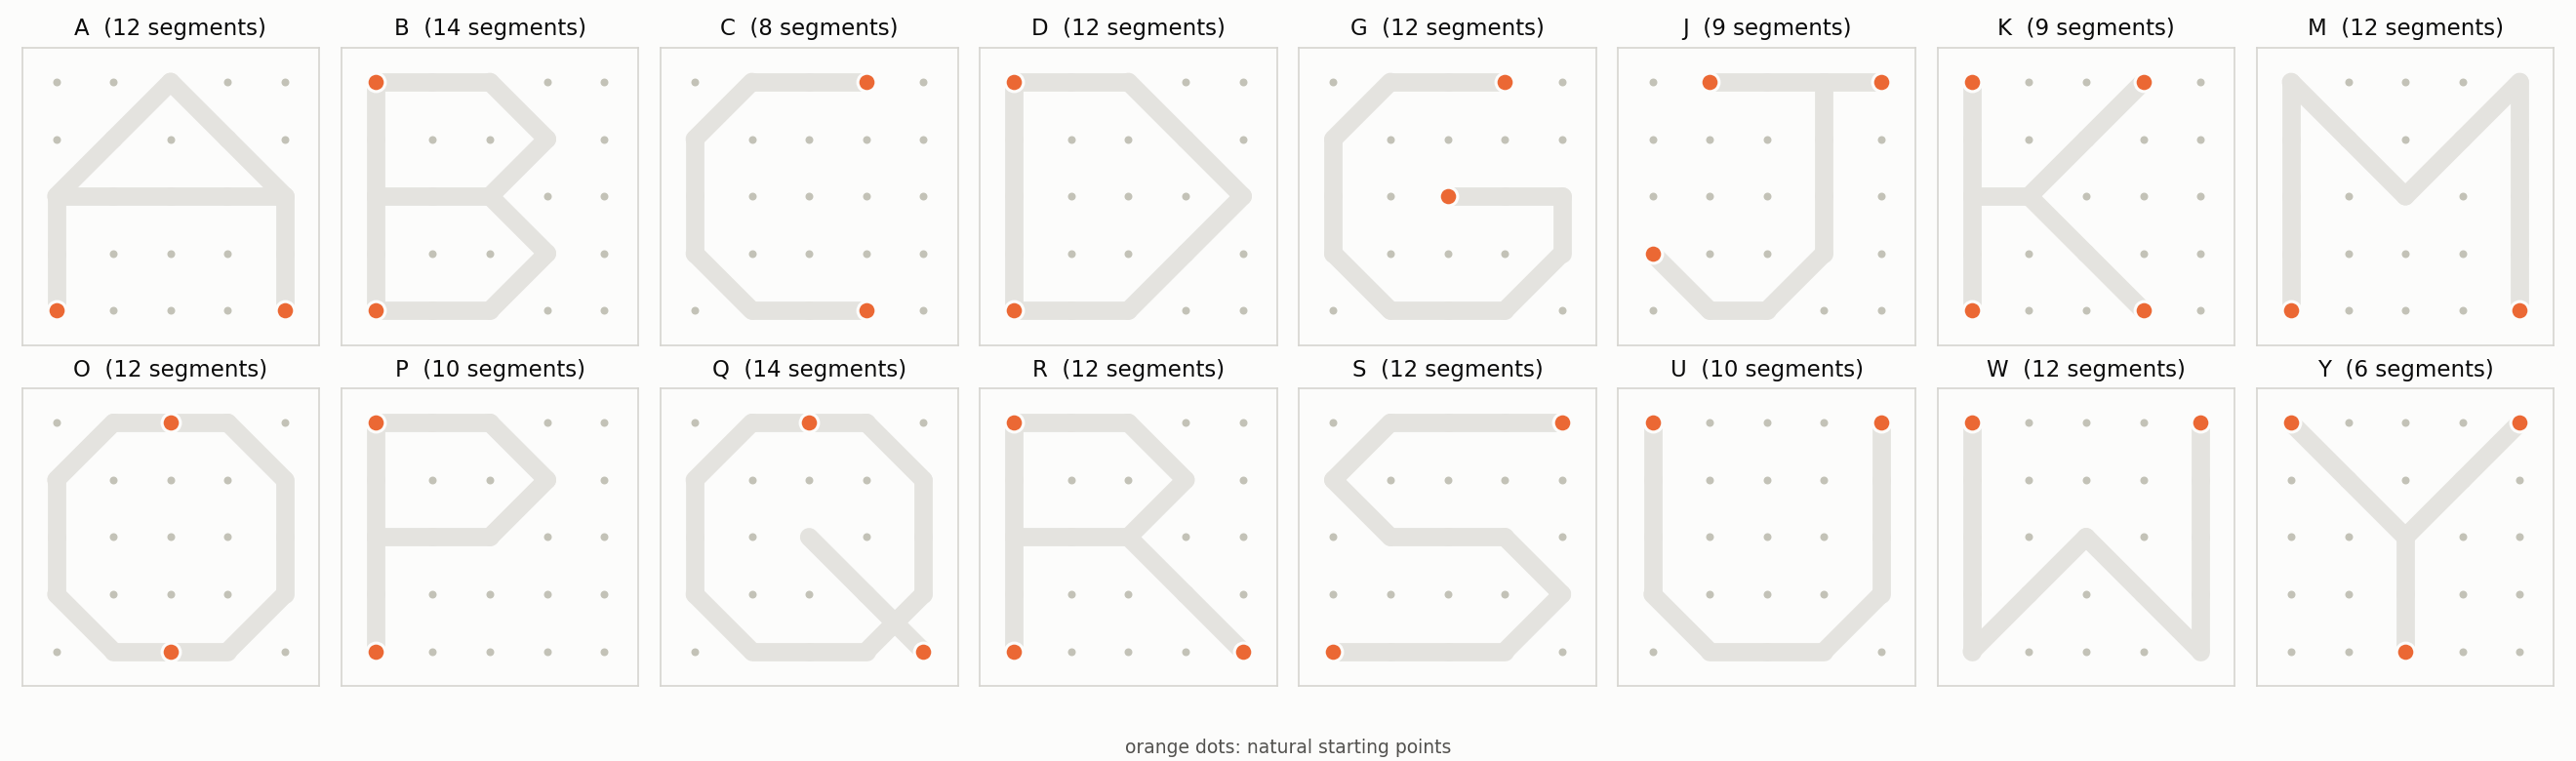 A (12 segments) B (14 segments) C (8 segments) D (12 segments) G (12 segments) J (9 segments) K (9 segments) M (12 segments)
O (12 segments) P (10 segments) Q (14 segments) R (12 segments) S (12 segments) U (10 segments) W (12 segments) Y (6 segments)
orange dots: natural starting points